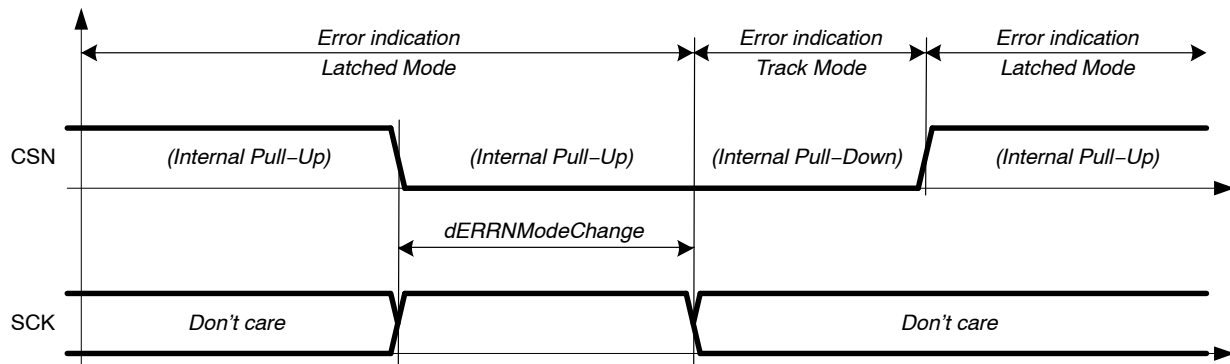 Error indication
Latched Mode
Error indication
Track Mode
Error indication
Latched Mode
CSN
(Internal Pull−Up)
(Internal Pull−Up)
(Internal Pull−Down)
(Internal Pull−Up)
dERRNModeChange
SCK
Don't care
Don't care